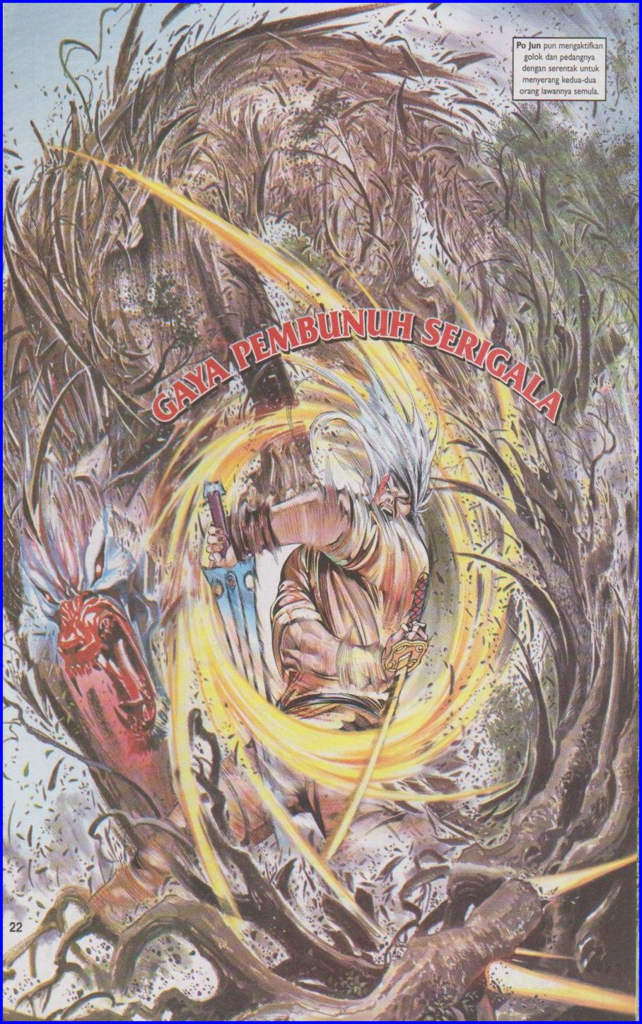 Po Jun pun mengaktifkan
golok dan pedangnya
dengan serentak untuk
menyerang kedua-dua
orang lawannya semula.
GAYA PEMBUNUH SERIGALA
22